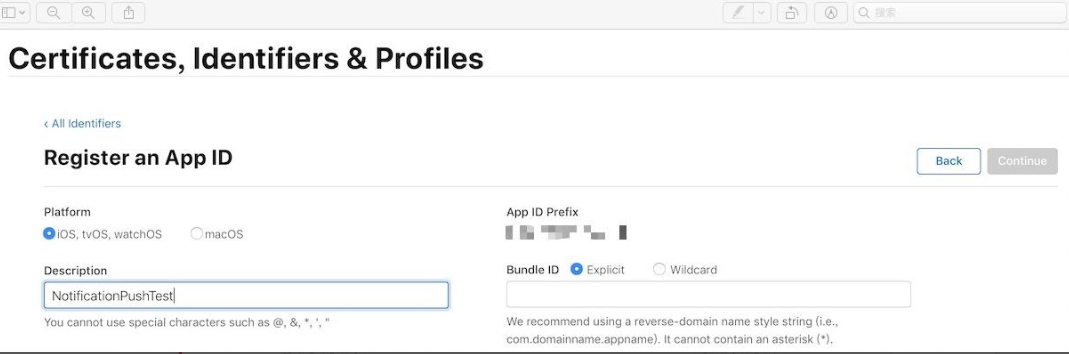 搜索
Certificates, Identifiers & Profiles
‹ All Identifiers
Register an App ID
Back
Continue
Platform
iOS, tvOS, watchOS
macOS
App ID Prefix
Description
NotificationPushTest
You cannot use special characters such as @, &, *, ', "
Bundle ID
Explicit
Wildcard
We recommend using a reverse-domain name style string (i.e.,
com.domainname.appname). It cannot contain an asterisk (*).